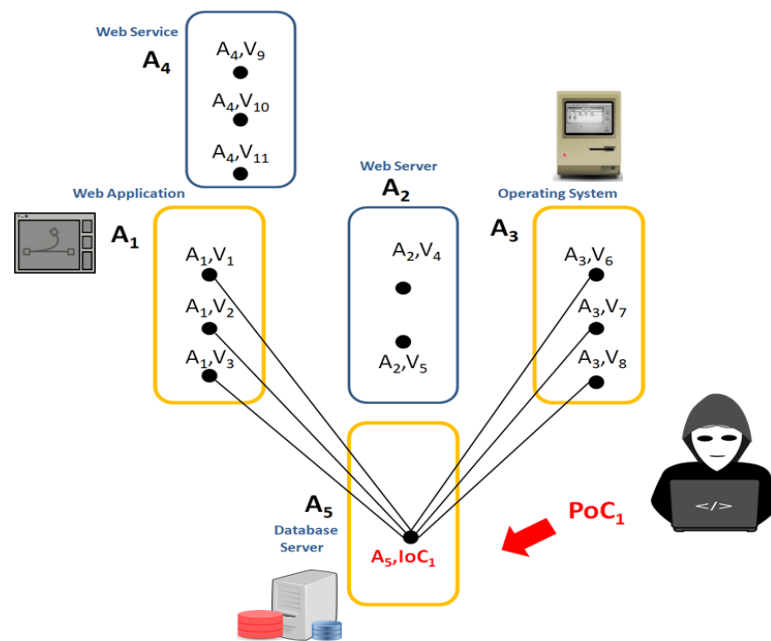 Web Service
A₄
A₄,V₉
A₄,V₁₀
A₄,V₁₁
Web Application
A₁
A₁,V₁
A₁,V₂
A₁,V₃
Web Server
A₂
A₂,V₄
A₂,V₅
Operating System
A₃
A₃,V₆
A₃,V₇
A₃,V₈
A₅
Database
Server
A₅,IoC₁
PoC₁
</>